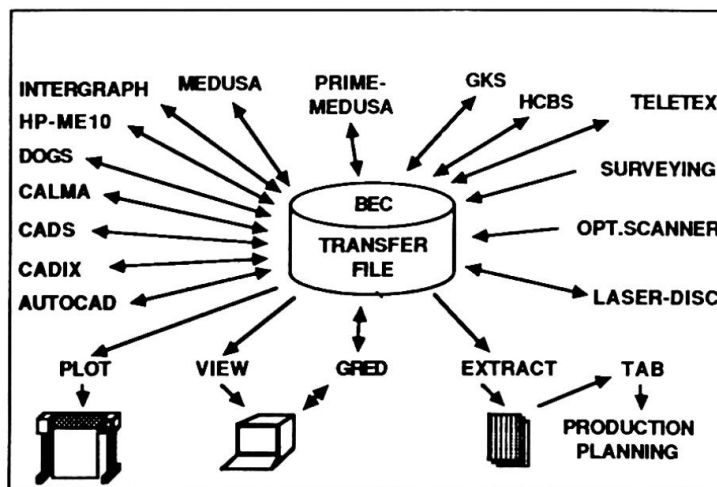 INTERGRAPH
MEDUSA
PRIME-
MEDUSA
GKS
HCBS
TELETEX
HP-ME10
DOGS
CALMA
CADS
CADIX
AUTOCAD
SURVEYING
OPT.SCANNER
LASER-DISC
BEC
TRANSFER
FILE
PLOT
VIEW
GRED
EXTRACT
TAB
PRODUCTION
PLANNING